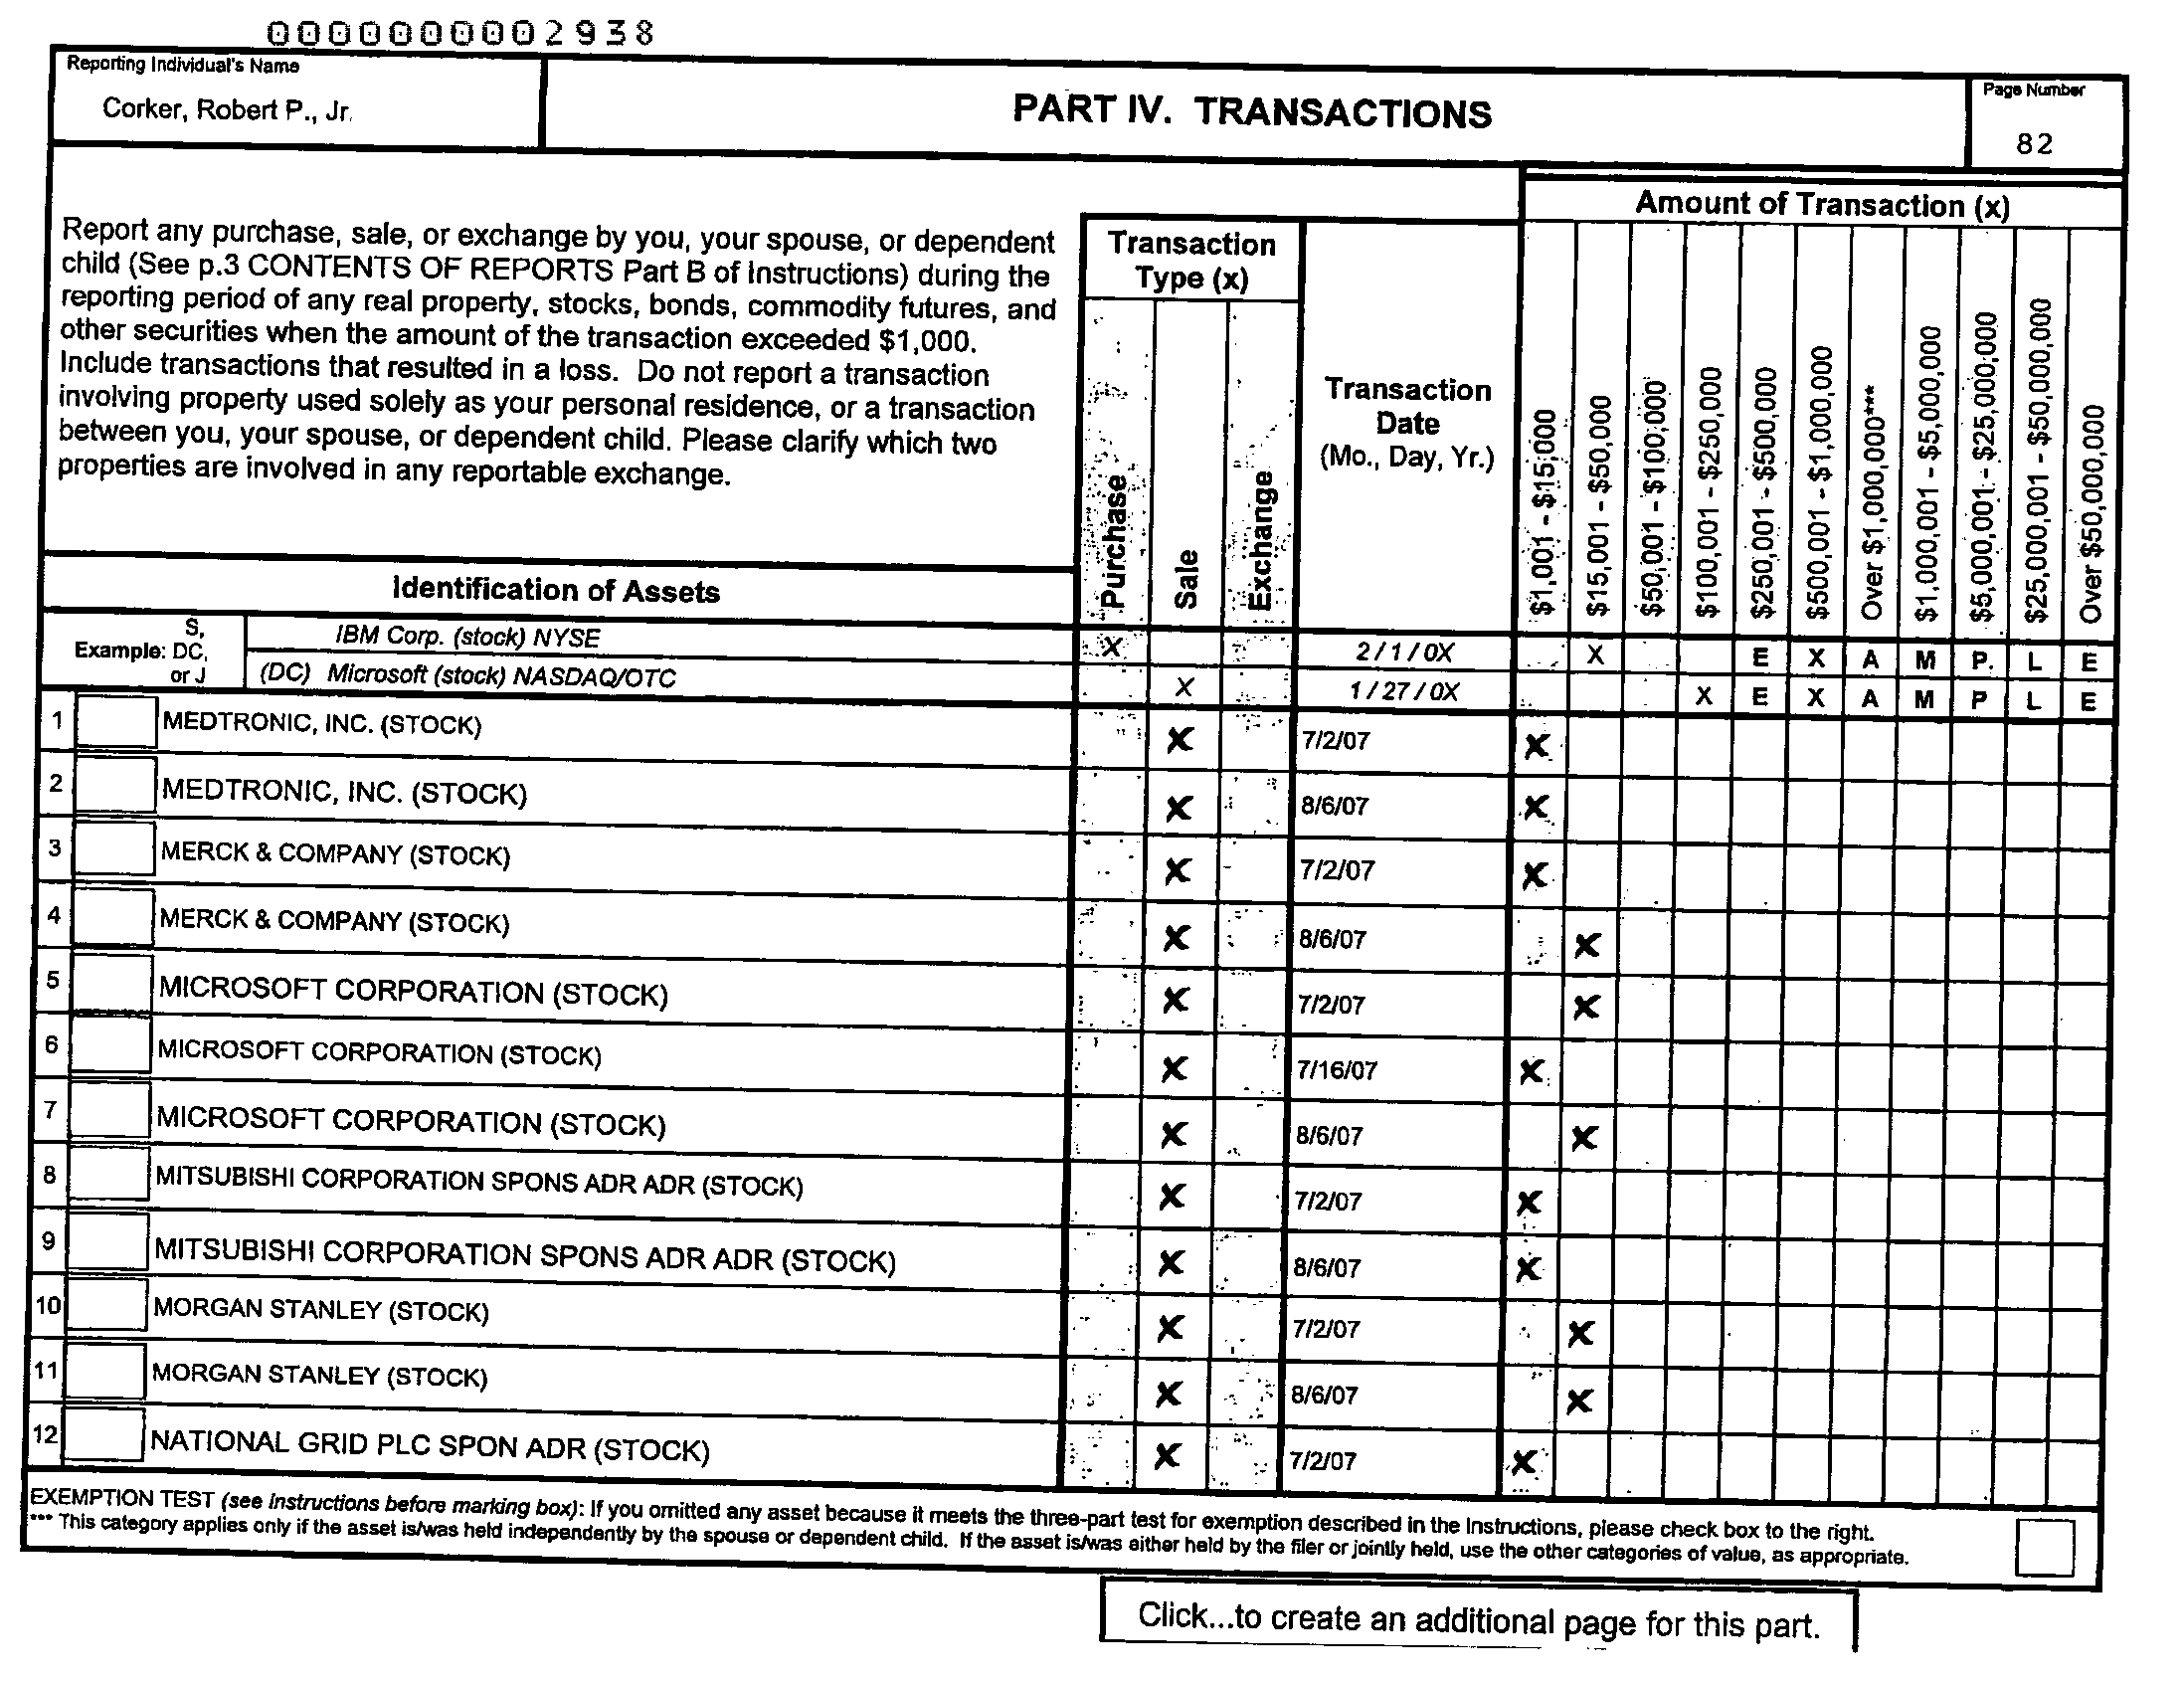 0000000002938
Reporting Individual's Name
Corker, Robert P., Jr.
PART IV. TRANSACTIONS
Page Number
82
Report any purchase, sale, or exchange by you, your spouse, or dependent
child (See p.3 CONTENTS OF REPORTS Part B of Instructions) during the
reporting period of any real property, stocks, bonds, commodity futures, and
other securities when the amount of the transaction exceeded $1,000.
Include transactions that resulted in a loss. Do not report a transaction
involving property used solely as your personal residence, or a transaction
between you, your spouse, or dependent child. Please clarify which two
properties are involved in any reportable exchange.
Identification of Assets
Transaction
Type (x)
Purchase
Sale
Exchange
Transaction
Date
(Mo., Day, Yr.)
Amount of Transaction (x)
$1,001 - $15,000
$15,001 - $50,000
$50,001 - $100,000
$100,001 - $250,000
$250,001 - $500,000
$500,001 - $1,000,000
Over $1,000,000***
$1,000,001 - $5,000,000
$5,000,001 - $25,000,000
$25,000,001 - $50,000,000
Over $50,000,000
S,
Example: DC,
or J
IBM Corp. (stock) NYSE X 2 / 1 / 0X X E X A M P L E
(DC) Microsoft (stock) NASDAQ/OTC X 1 / 27 / 0X X E X A M P L E
1 MEDTRONIC, INC. (STOCK) X 7/2/07 X
2 MEDTRONIC, INC. (STOCK) X 8/6/07 X
3 MERCK & COMPANY (STOCK) X 7/2/07 X
4 MERCK & COMPANY (STOCK) X 8/6/07 X
5 MICROSOFT CORPORATION (STOCK) X 7/2/07 X
6 MICROSOFT CORPORATION (STOCK) X 7/16/07 X
7 MICROSOFT CORPORATION (STOCK) X 8/6/07 X
8 MITSUBISHI CORPORATION SPONS ADR ADR (STOCK) X 7/2/07 X
9 MITSUBISHI CORPORATION SPONS ADR ADR (STOCK) X 8/6/07 X
10 MORGAN STANLEY (STOCK) X 7/2/07 X
11 MORGAN STANLEY (STOCK) X 8/6/07 X
12 NATIONAL GRID PLC SPON ADR (STOCK) X 7/2/07 X
EXEMPTION TEST (see instructions before marking box): If you omitted any asset because it meets the three-part test for exemption described in the instructions, please check box to the right.
*** This category applies only if the asset is/was held independently by the spouse or dependent child. If the asset is/was either held by the filer or jointly held, use the other categories of value, as appropriate.
Click...to create an additional page for this part.